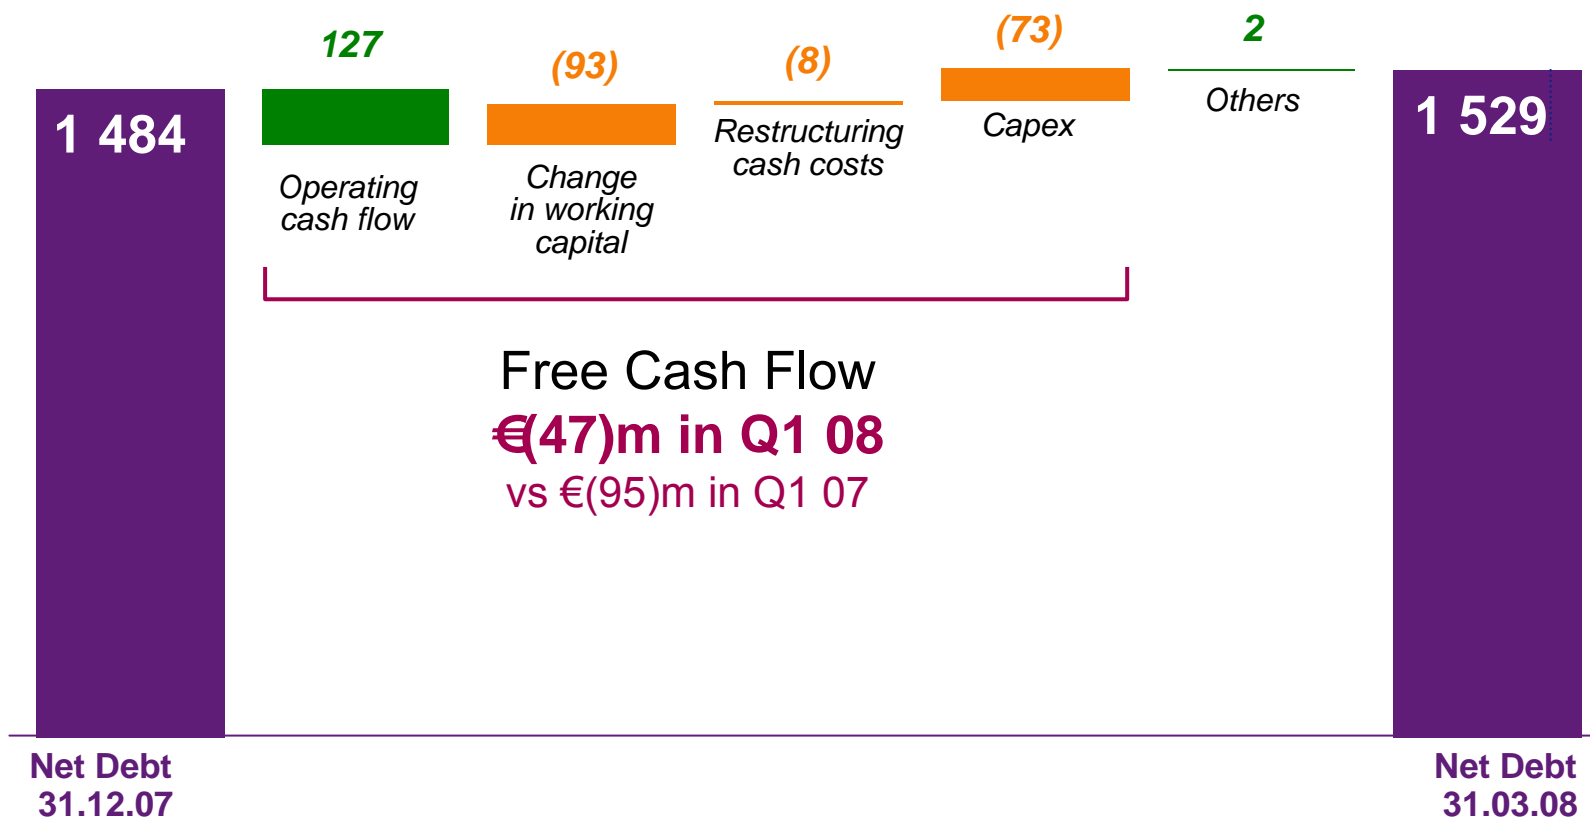 127
(93)
(8)
(73)
2
1 484
Operating
cash flow
Change
in working
capital
Restructuring
cash costs
Capex
Others
1 529
Free Cash Flow
€(47)m in Q1 08
vs €(95)m in Q1 07
Net Debt
31.12.07
Net Debt
31.03.08